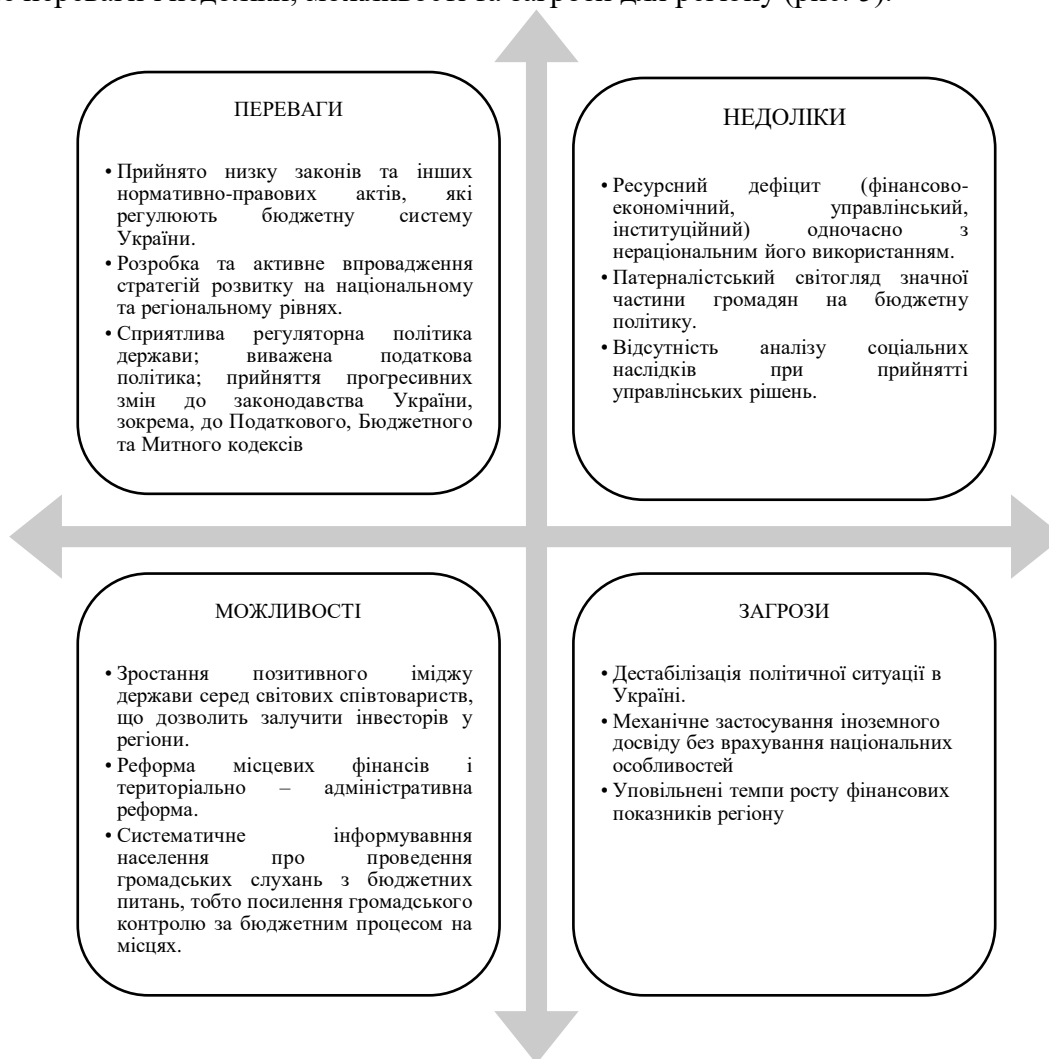 ПЕРЕВАГИ
• Прийнято низку законів та інших
нормативно-правових актів, які
регулюють бюджетну систему
України.
• Розробка та активне впровадження
стратегій розвитку на національному
та регіональному рівнях.
• Сприятлива регуляторна політика
держави; виважена податкова
політика; прийняття прогресивних
змін до законодавства України,
зокрема, до Податкового, Бюджетного
та Митного кодексів
НЕДОЛІКИ
• Ресурсний дефіцит (фінансово-
економічний, управлінський,
інституційний) одночасно з
нераціональним його використанням.
• Патерналістський світогляд значної
частини громадян на бюджетну
політику.
• Відсутність аналізу соціальних
наслідків при прийнятті
управлінських рішень.
МОЖЛИВОСТІ
• Зростання позитивного іміджу
держави серед світових співтовариств,
що дозволить залучити інвесторів у
регіони.
• Реформа місцевих фінансів і
територіально – адміністративна
реформа.
• Систематичне інформувавння
населення про проведення
громадських слухань з бюджетних
питань, тобто посилення громадського
контролю за бюджетним процесом на
місцях.
ЗАГРОЗИ
• Дестабілізація політичної ситуації в
Україні.
• Механічне застосування іноземного
досвіду без врахування національних
особливостей
• Уповільнені темпи росту фінансових
показників регіону